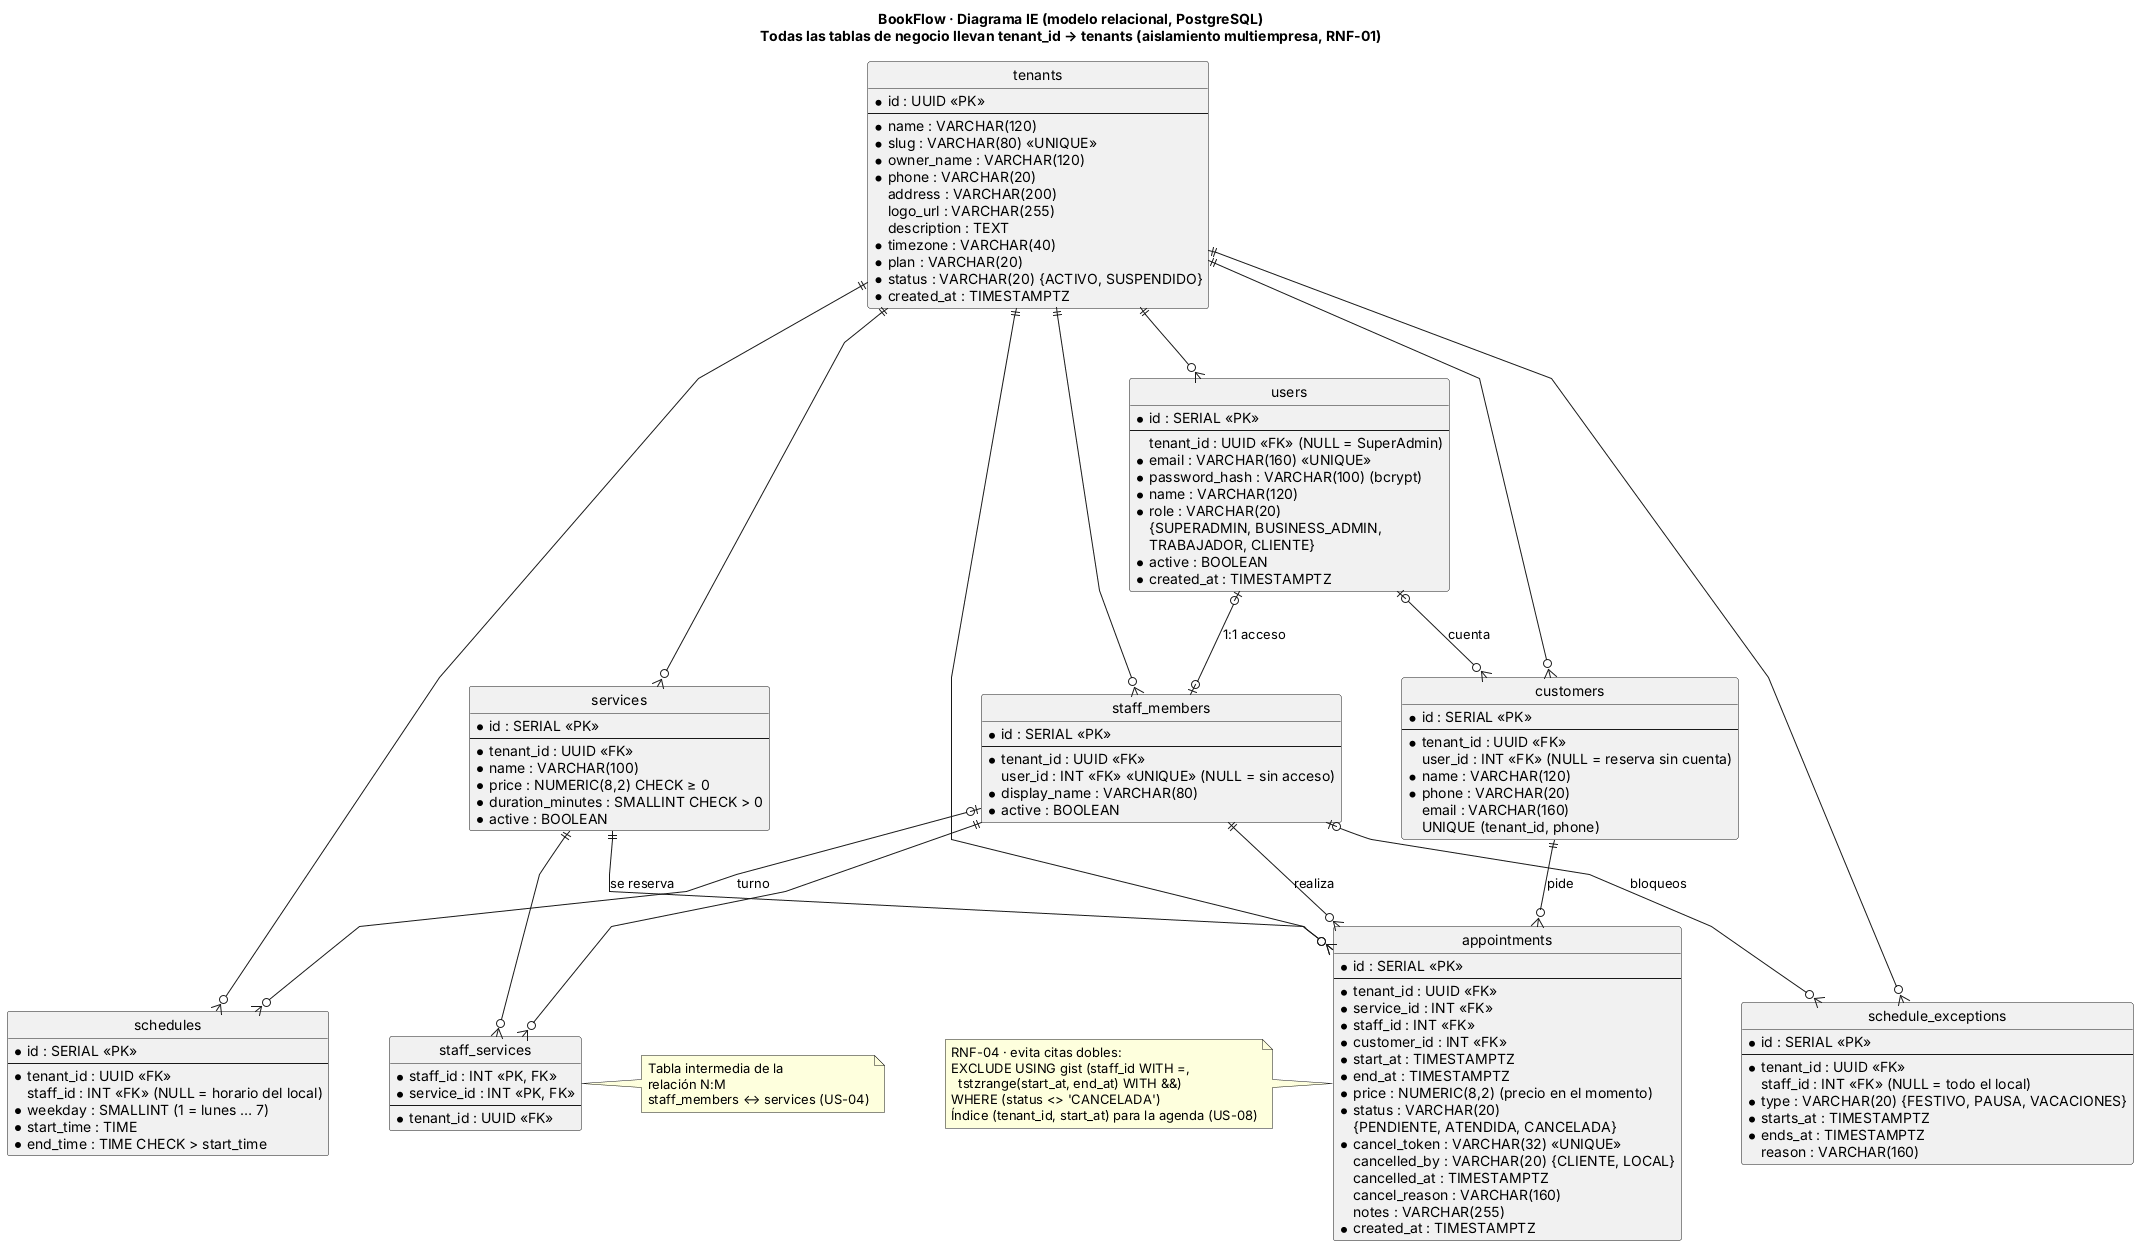 BookFlow · Diagrama IE (modelo relacional, PostgreSQL)
Todas las tablas de negocio llevan tenant_id → tenants (aislamiento multiempresa, RNF-01)
tenants
id : UUID «PK»
name : VARCHAR(120)
slug : VARCHAR(80) «UNIQUE»
owner_name : VARCHAR(120)
phone : VARCHAR(20)
address : VARCHAR(200)
logo_url : VARCHAR(255)
description : TEXT
timezone : VARCHAR(40)
plan : VARCHAR(20)
status : VARCHAR(20) {ACTIVO, SUSPENDIDO}
created_at : TIMESTAMPTZ
users
id : SERIAL «PK»
tenant_id : UUID «FK» (NULL = SuperAdmin)
email : VARCHAR(160) «UNIQUE»
password_hash : VARCHAR(100) (bcrypt)
name : VARCHAR(120)
role : VARCHAR(20)
{SUPERADMIN, BUSINESS_ADMIN,
TRABAJADOR, CLIENTE}
active : BOOLEAN
created_at : TIMESTAMPTZ
1:1 acceso
cuenta
services
id : SERIAL «PK»
tenant_id : UUID «FK»
name : VARCHAR(100)
price : NUMERIC(8,2) CHECK ≥ 0
duration_minutes : SMALLINT CHECK > 0
active : BOOLEAN
staff_members
id : SERIAL «PK»
tenant_id : UUID «FK»
user_id : INT «FK» «UNIQUE» (NULL = sin acceso)
display_name : VARCHAR(80)
active : BOOLEAN
customers
id : SERIAL «PK»
tenant_id : UUID «FK»
user_id : INT «FK» (NULL = reserva sin cuenta)
name : VARCHAR(120)
phone : VARCHAR(20)
email : VARCHAR(160)
UNIQUE (tenant_id, phone)
se reserva
turno
realiza
pide
bloqueos
schedules
id : SERIAL «PK»
tenant_id : UUID «FK»
staff_id : INT «FK» (NULL = horario del local)
weekday : SMALLINT (1 = lunes ... 7)
start_time : TIME
end_time : TIME CHECK > start_time
staff_services
staff_id : INT «PK, FK»
service_id : INT «PK, FK»
tenant_id : UUID «FK»
Tabla intermedia de la
relación N:M
staff_members ↔ services (US-04)
RNF-04 · evita citas dobles:
EXCLUDE USING gist (staff_id WITH =,
tstzrange(start_at, end_at) WITH &&)
WHERE (status <> 'CANCELADA')
Índice (tenant_id, start_at) para la agenda (US-08)
appointments
id : SERIAL «PK»
tenant_id : UUID «FK»
service_id : INT «FK»
staff_id : INT «FK»
customer_id : INT «FK»
start_at : TIMESTAMPTZ
end_at : TIMESTAMPTZ
price : NUMERIC(8,2) (precio en el momento)
status : VARCHAR(20)
{PENDIENTE, ATENDIDA, CANCELADA}
cancel_token : VARCHAR(32) «UNIQUE»
cancelled_by : VARCHAR(20) {CLIENTE, LOCAL}
cancelled_at : TIMESTAMPTZ
cancel_reason : VARCHAR(160)
notes : VARCHAR(255)
created_at : TIMESTAMPTZ
schedule_exceptions
id : SERIAL «PK»
tenant_id : UUID «FK»
staff_id : INT «FK» (NULL = todo el local)
type : VARCHAR(20) {FESTIVO, PAUSA, VACACIONES}
starts_at : TIMESTAMPTZ
ends_at : TIMESTAMPTZ
reason : VARCHAR(160)